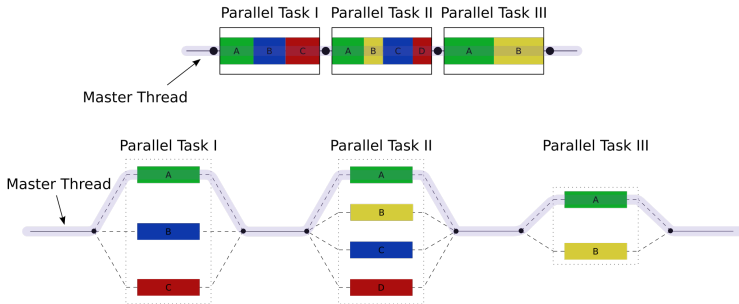 Parallel Task I Parallel Task II Parallel Task III
A B C A B C D A B
Master Thread
Parallel Task I Parallel Task II Parallel Task III
Master Thread
A A A
B B B
C C
D